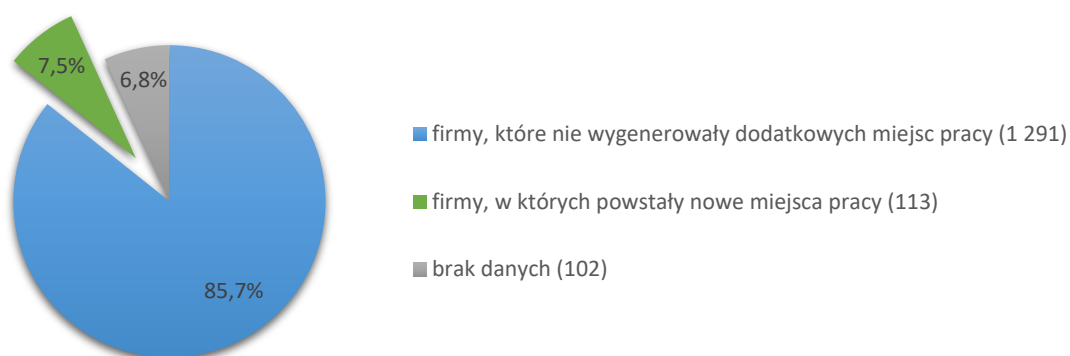 7,5%
6,8%
85,7%
firmy, które nie wygenerowały dodatkowych miejsc pracy (1 291)
firmy, w których powstały nowe miejsca pracy (113)
brak danych (102)